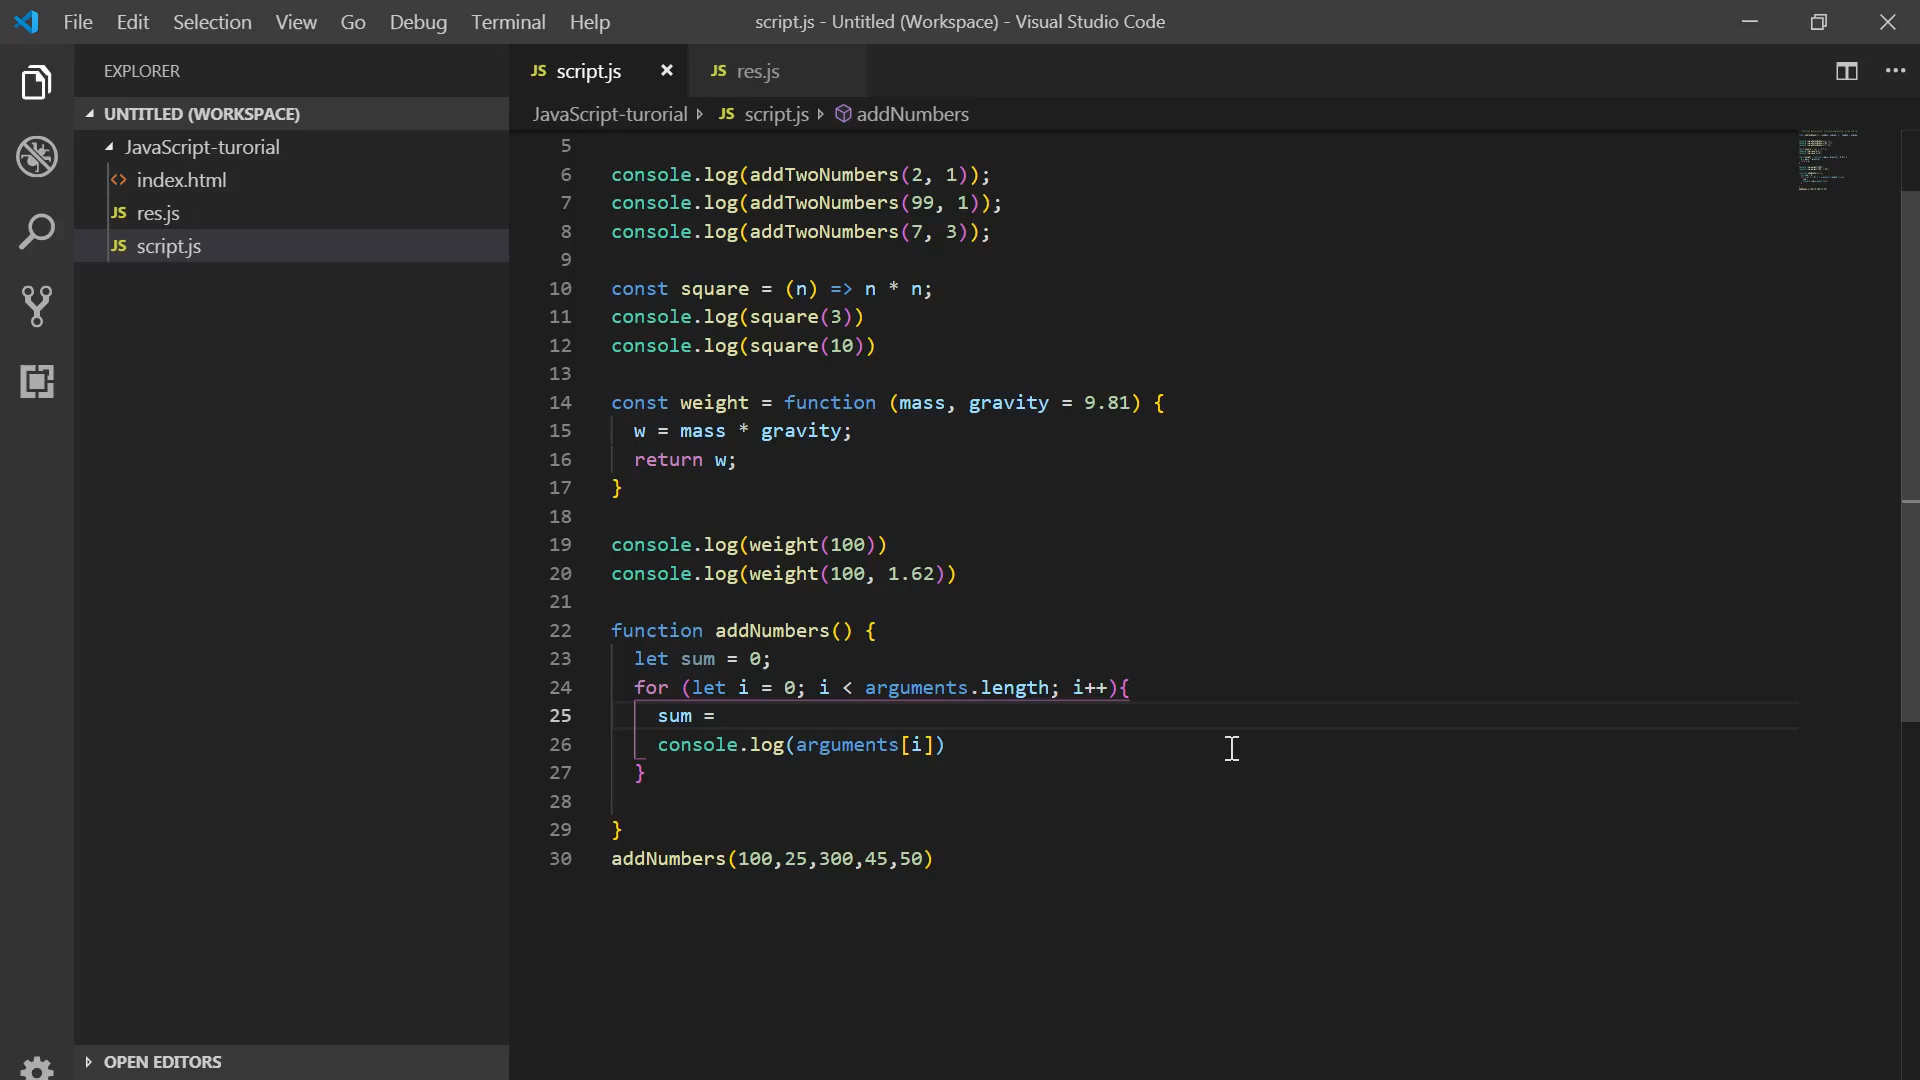 File Edit Selection View Go Debug Terminal Help script.js - Untitled (Workspace) - Visual Studio Code
EXPLORER
UNTITLED (WORKSPACE)
JavaScript-turorial
index.html
JS res.js
JS script.js
OPEN EDITORS
JS script.js JS res.js
JavaScript-turorial JS script.js addNumbers
5
6 console.log(addTwoNumbers(2, 1));
7 console.log(addTwoNumbers(99, 1));
8 console.log(addTwoNumbers(7, 3));
9
10 const square = (n) => n * n;
11 console.log(square(3))
12 console.log(square(10))
13
14 const weight = function (mass, gravity = 9.81) {
15 w = mass * gravity;
16 return w;
17 }
18
19 console.log(weight(100))
20 console.log(weight(100, 1.62))
21
22 function addNumbers() {
23 let sum = 0;
24 for (let i = 0; i < arguments.length; i++){
25 sum =
26 console.log(arguments[i])
27 }
28
29 }
30 addNumbers(100,25,300,45,50)